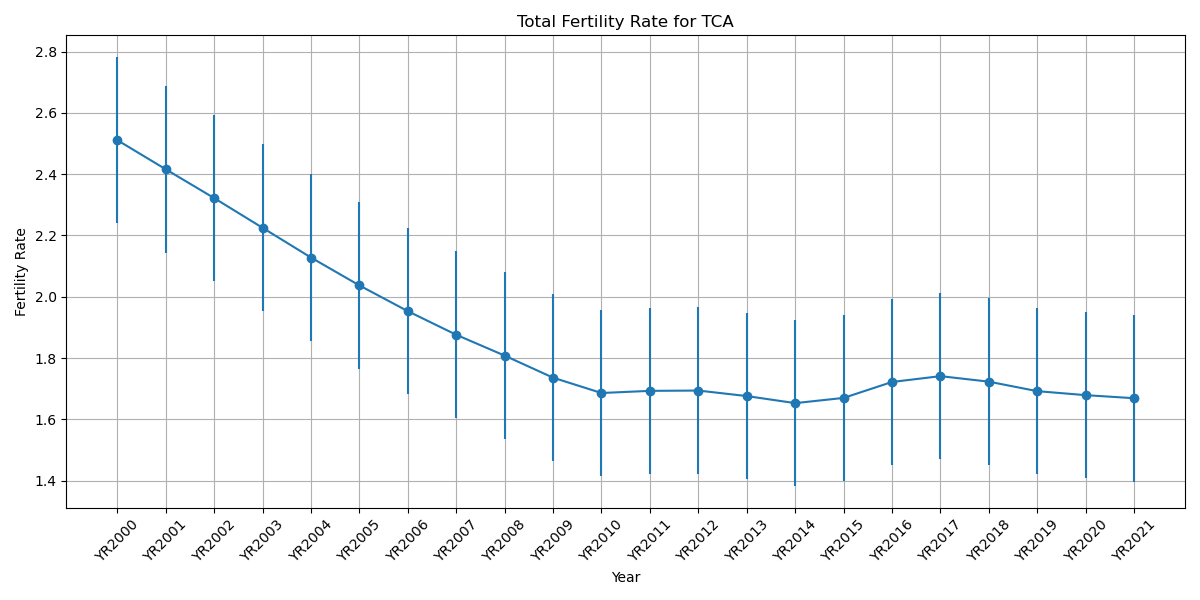 Total Fertility Rate for TCA
Fertility Rate
2.8
2.6
2.4
2.2
2.0
1.8
1.6
1.4
YR2000
YR2001
YR2002
YR2003
YR2004
YR2005
YR2006
YR2007
YR2008
YR2009
YR2010
YR2011
YR2012
YR2013
YR2014
YR2015
YR2016
YR2017
YR2018
YR2019
YR2020
YR2021
Year